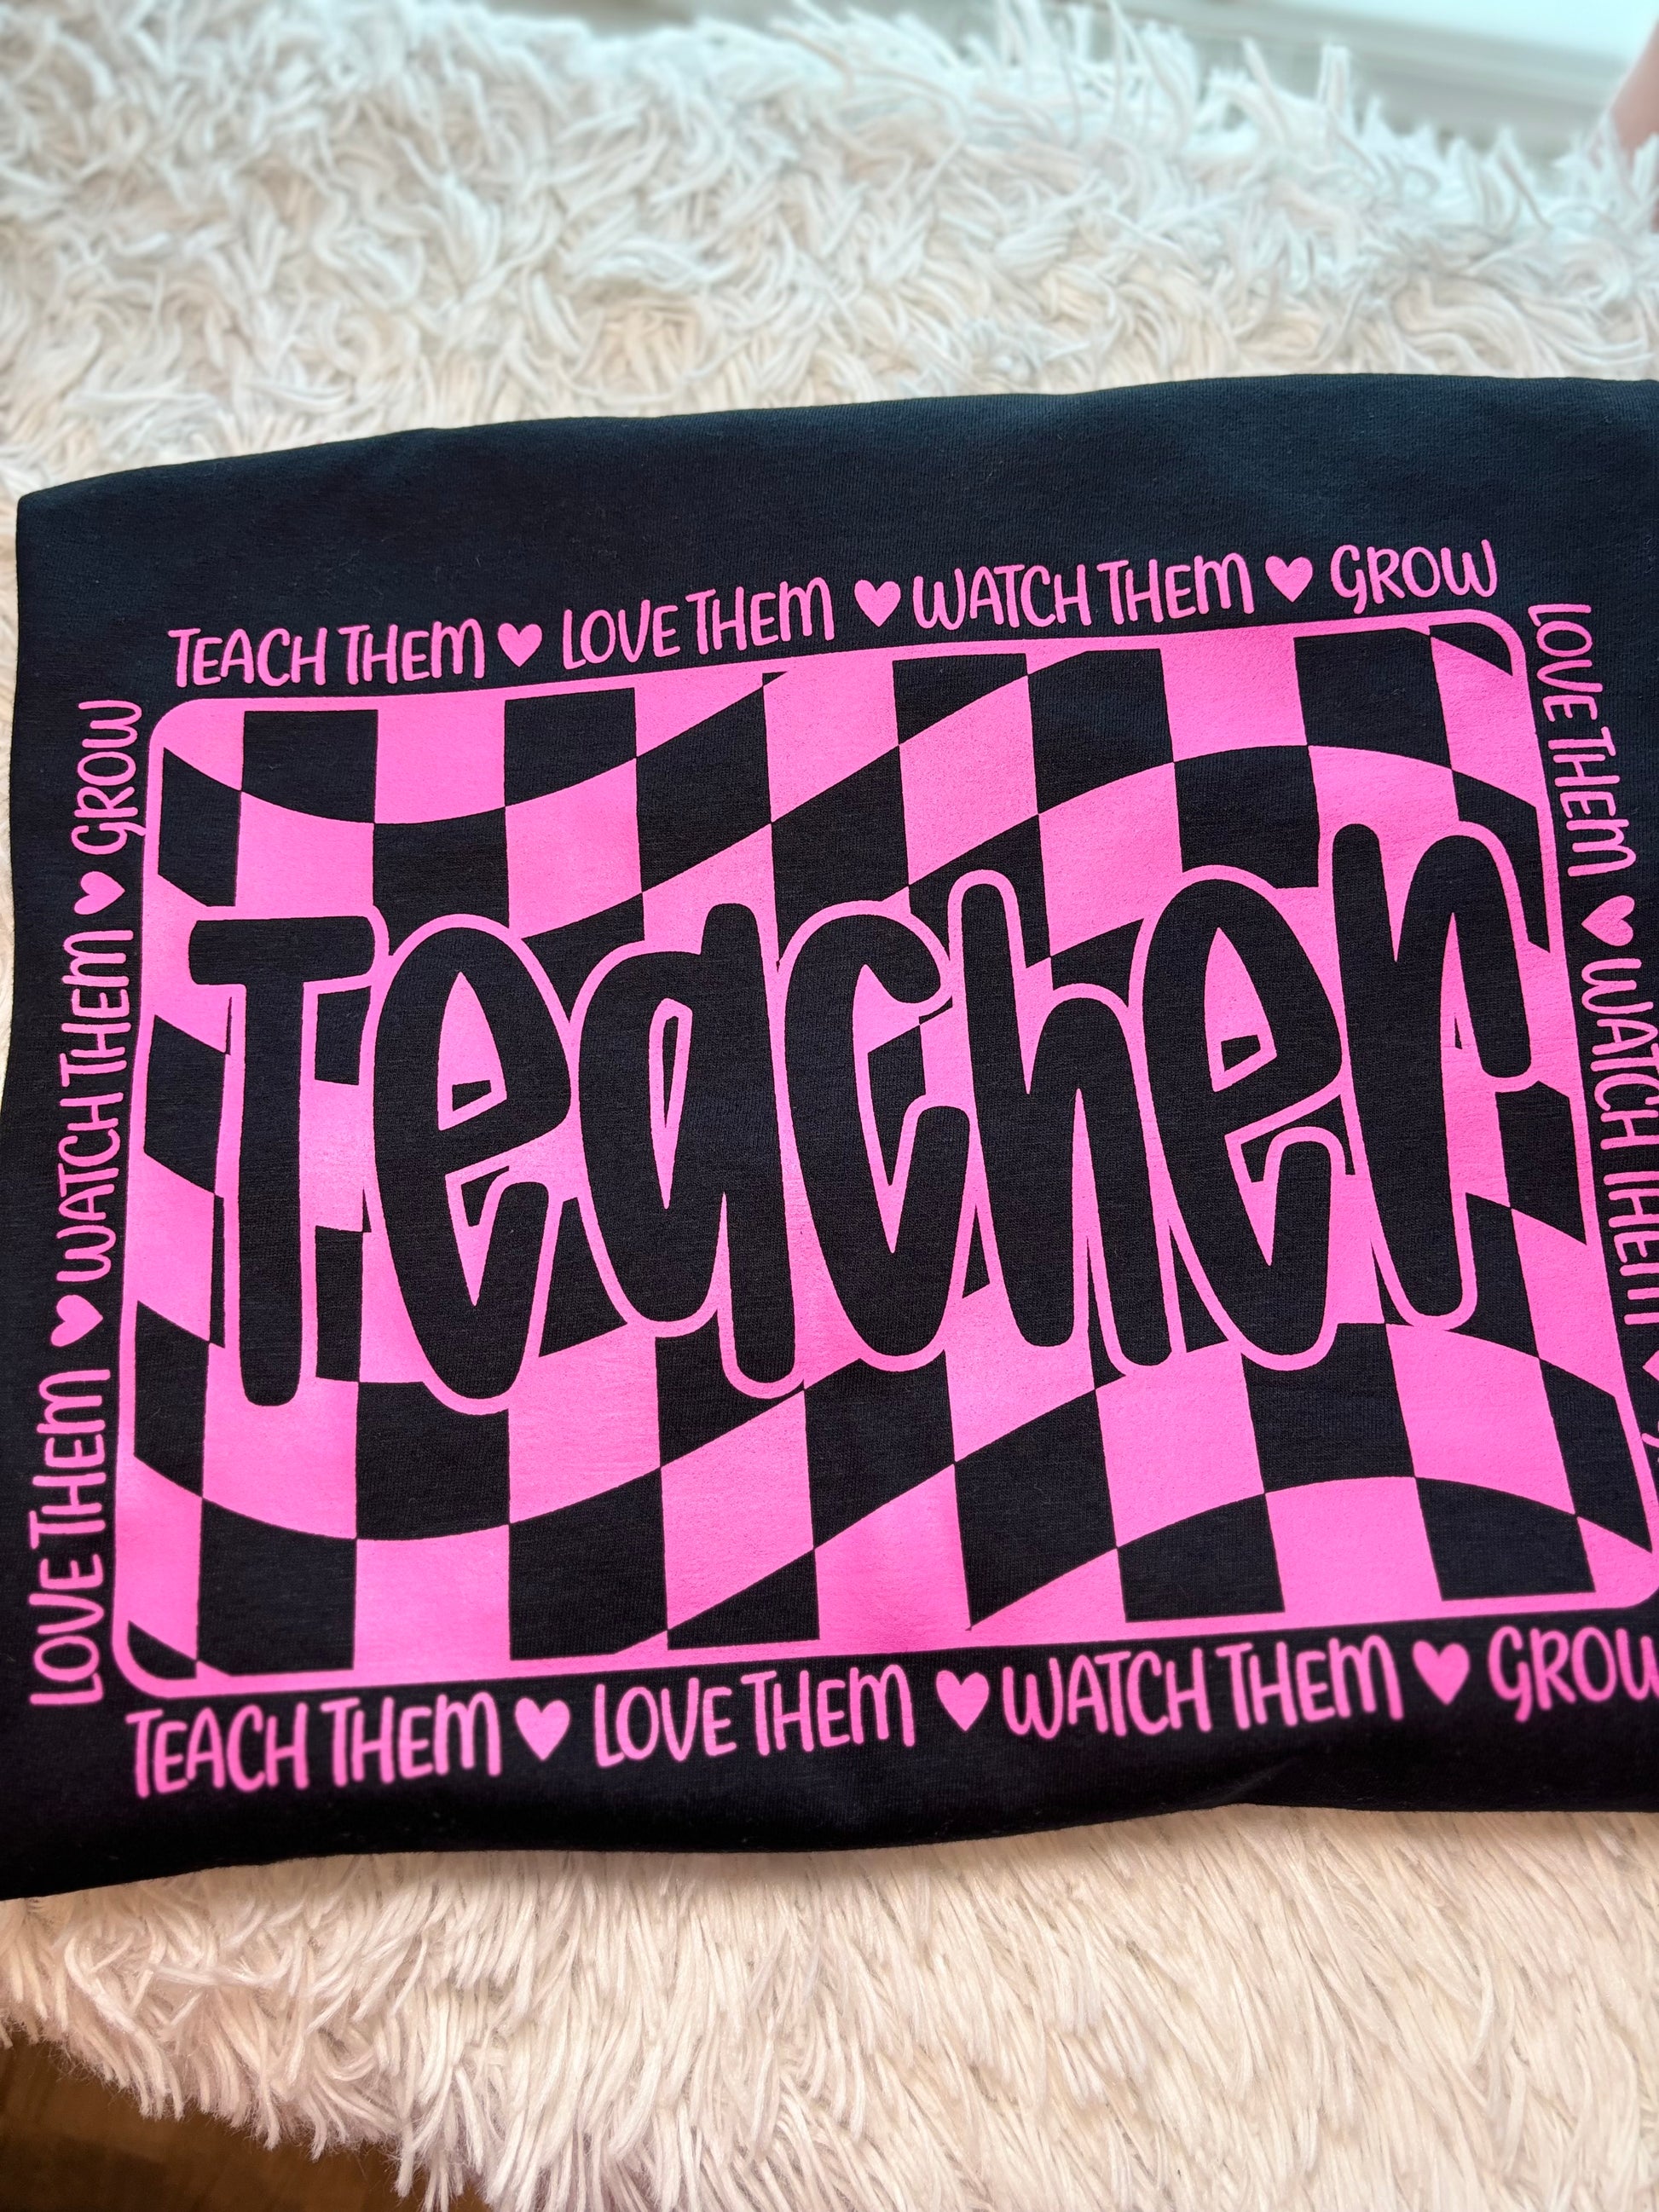 TEACH THEM ♥ LOVE THEM ♥ WATCH THEM ♥ GROW
LOVE THEM ♥ WATCH THEM ♥ GROW
Teacher
LOVE THEM ♥ WATCH THEM ♥
TEACH THEM ♥ LOVE THEM ♥ WATCH THEM ♥ GROW